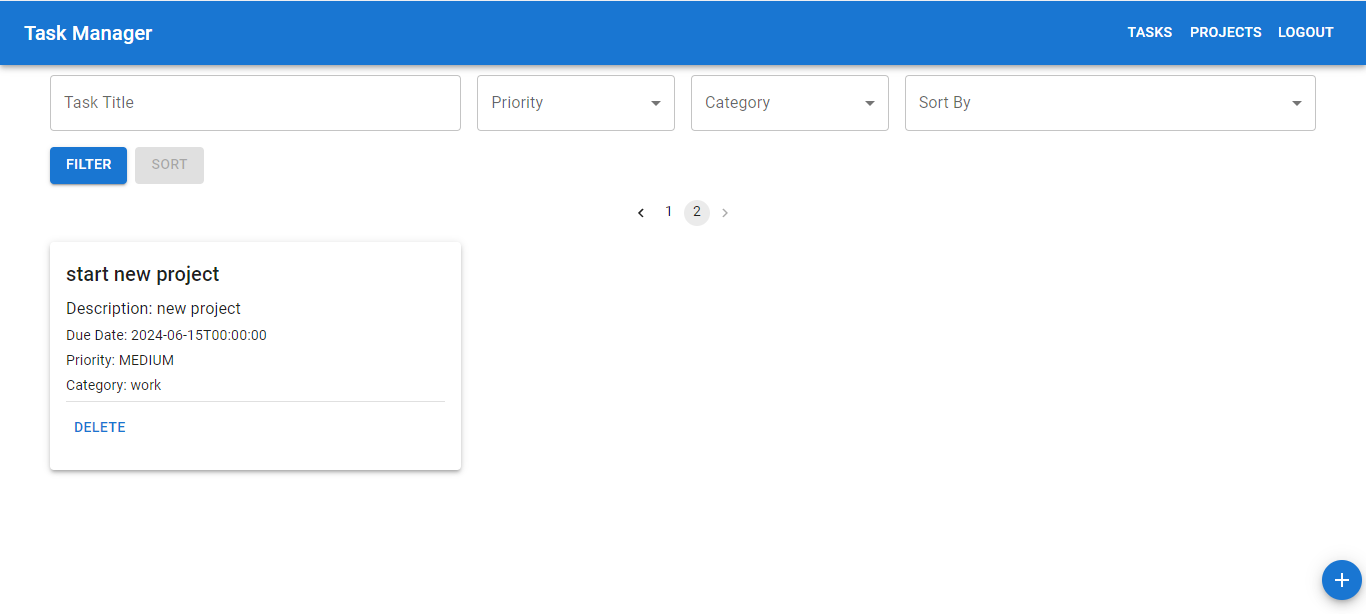 Task Manager
TASKS PROJECTS LOGOUT
Task Title
Priority
Category
Sort By
FILTER
SORT
1 2
start new project
Description: new project
Due Date: 2024-06-15T00:00:00
Priority: MEDIUM
Category: work
DELETE